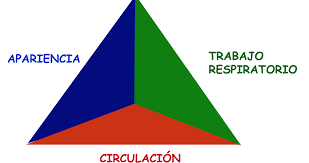 APARIENCIA
TRABAJO
RESPIRATORIO
CIRCULACIÓN